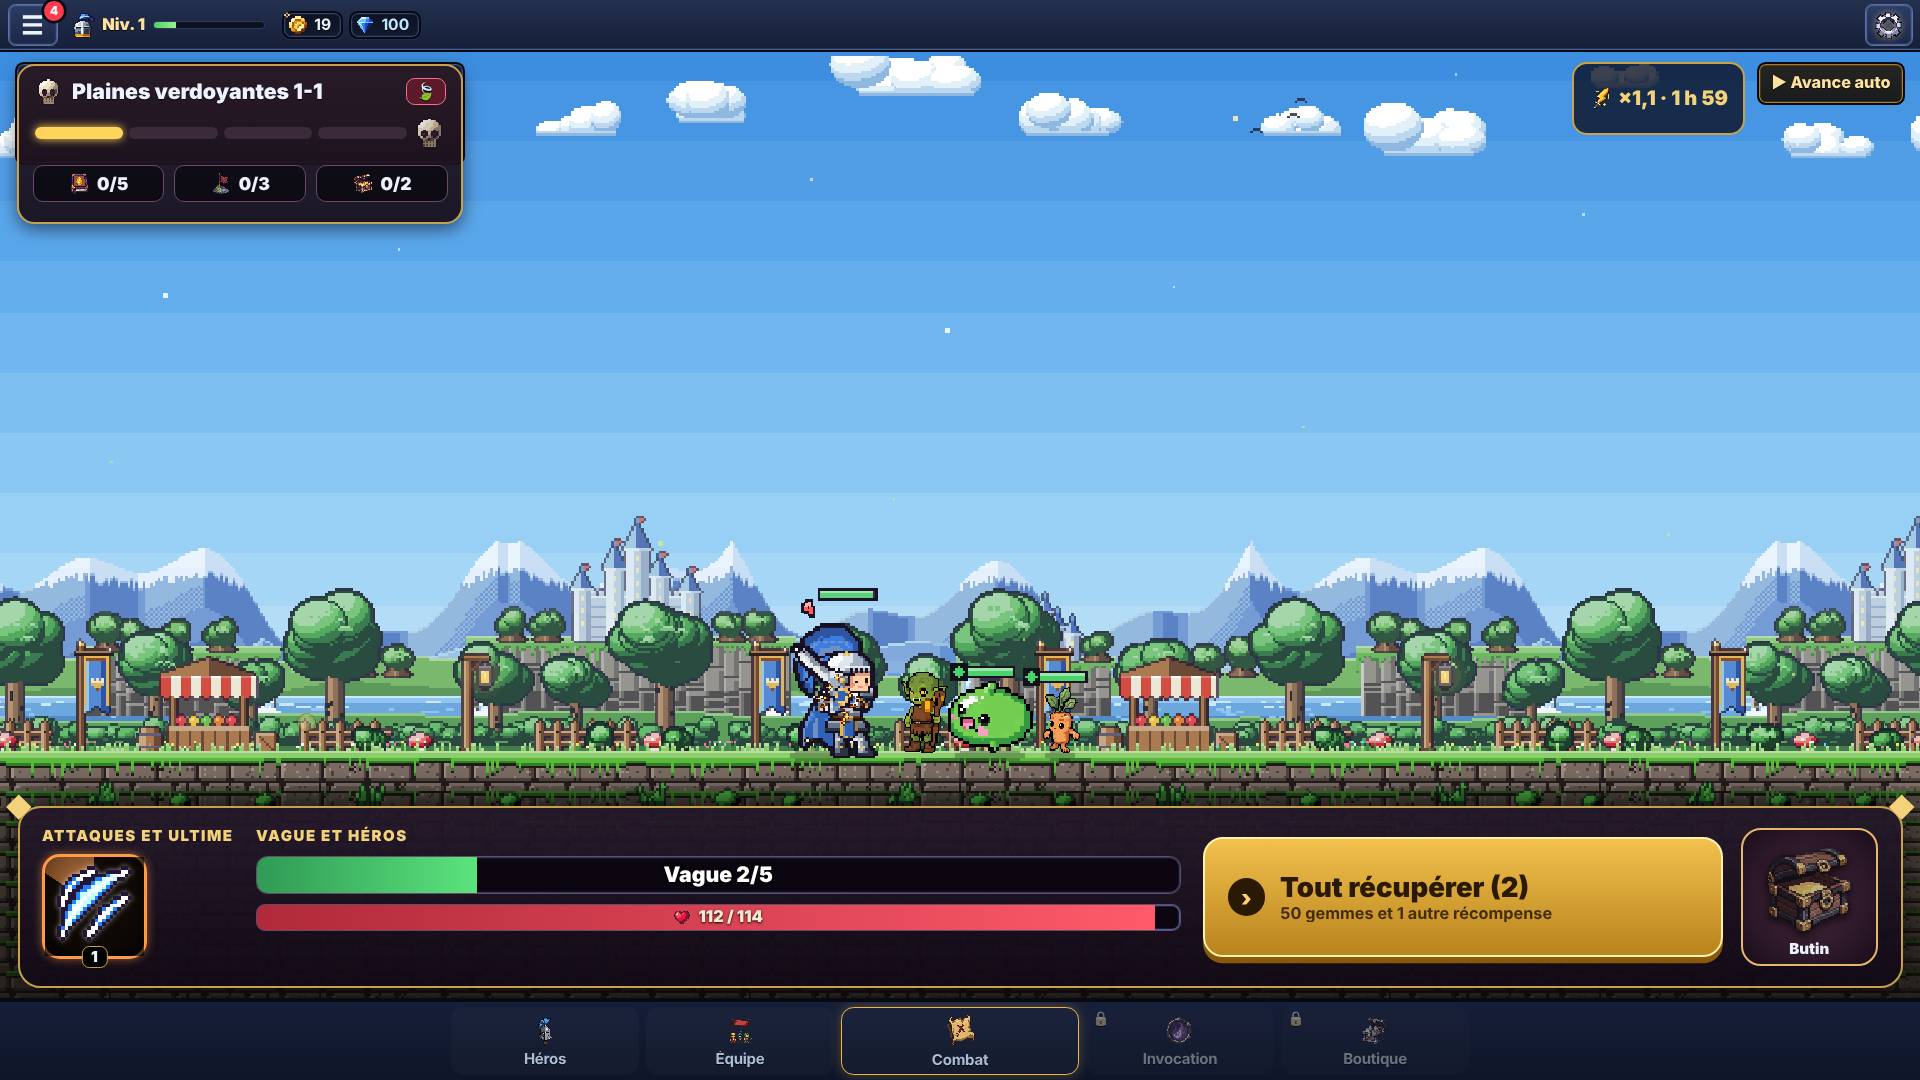 4
Niv. 1
19
100
Plaines verdoyantes 1-1
0/5
0/3
0/2
×1,1 · 1 h 59
Avance auto
ATTAQUES ET ULTIME
1
VAGUE ET HÉROS
Vague 2/5
112 / 114
Tout récupérer (2)
50 gemmes et 1 autre récompense
Butin
Héros
Équipe
Combat
Invocation
Boutique